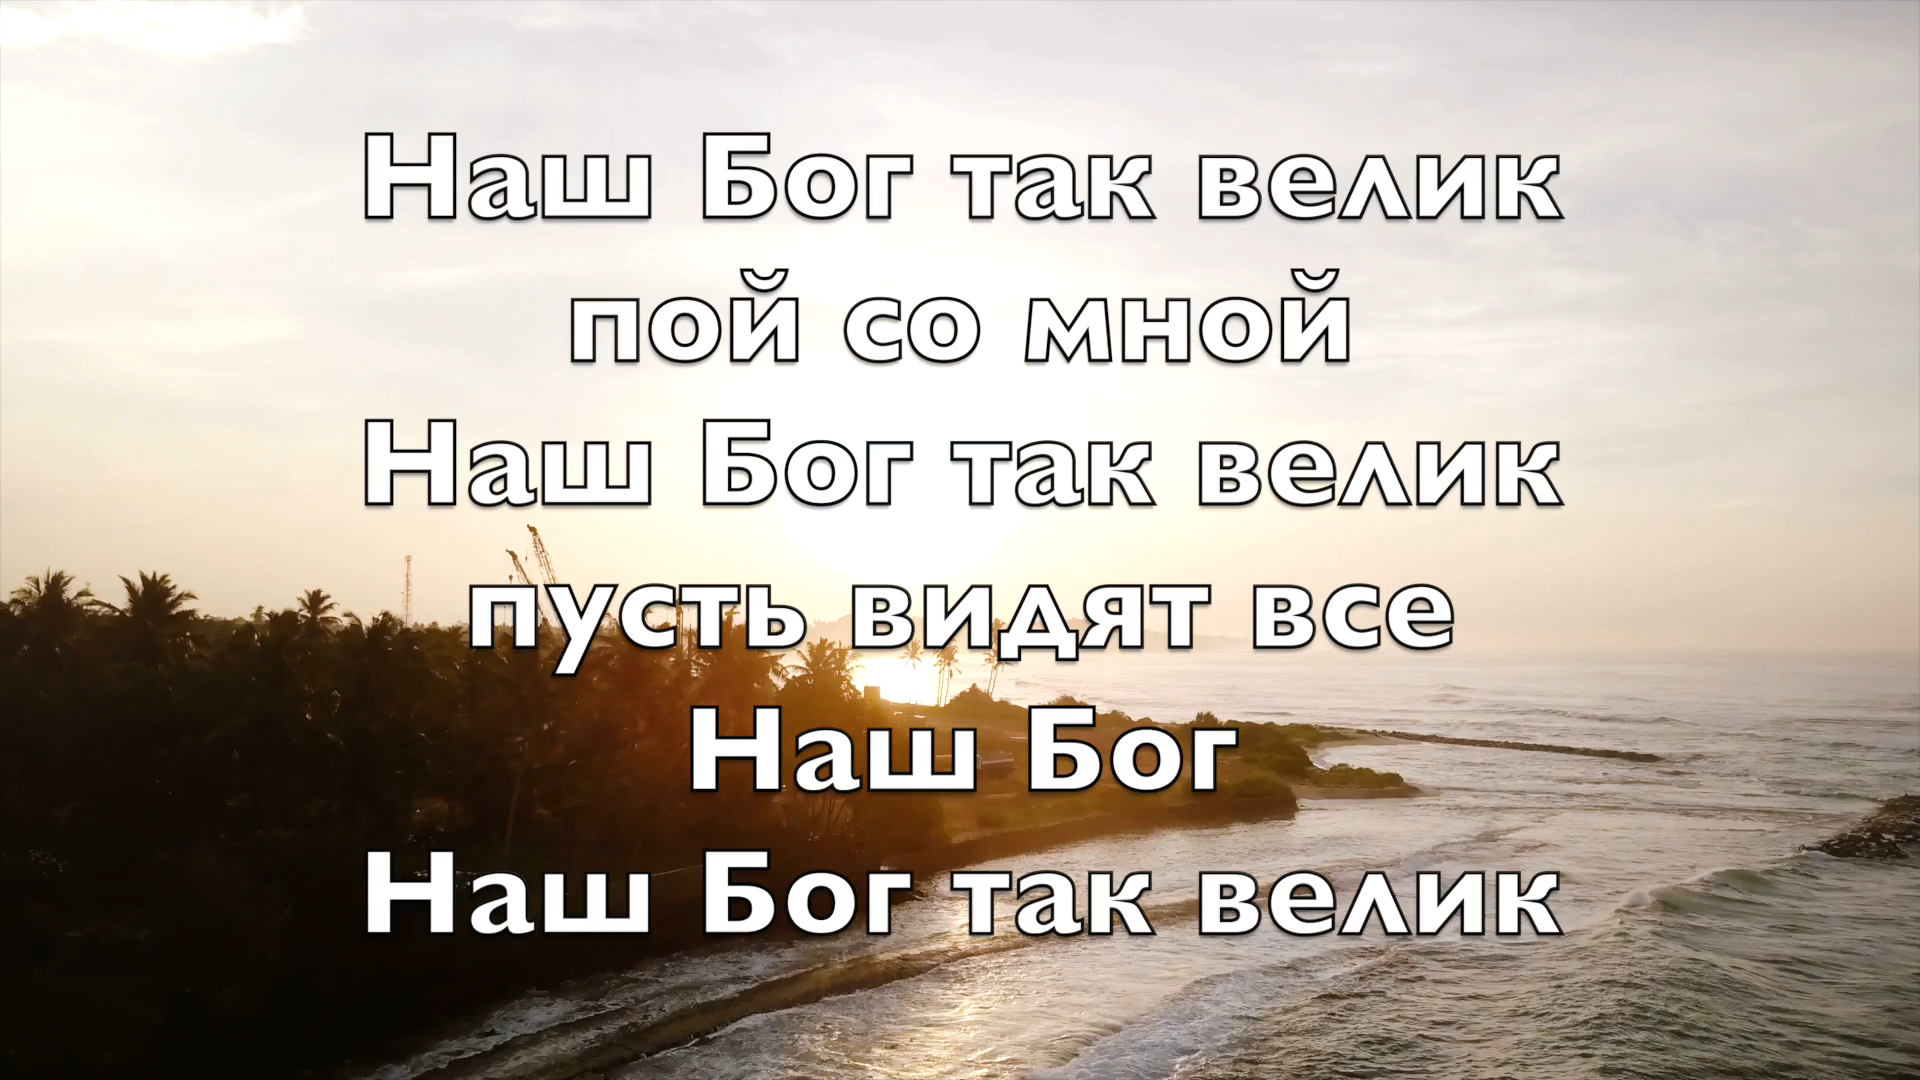 Наш Бог так велик
пой со мной
Наш Бог так велик
пусть видят все
Наш Бог
Наш Бог так велик